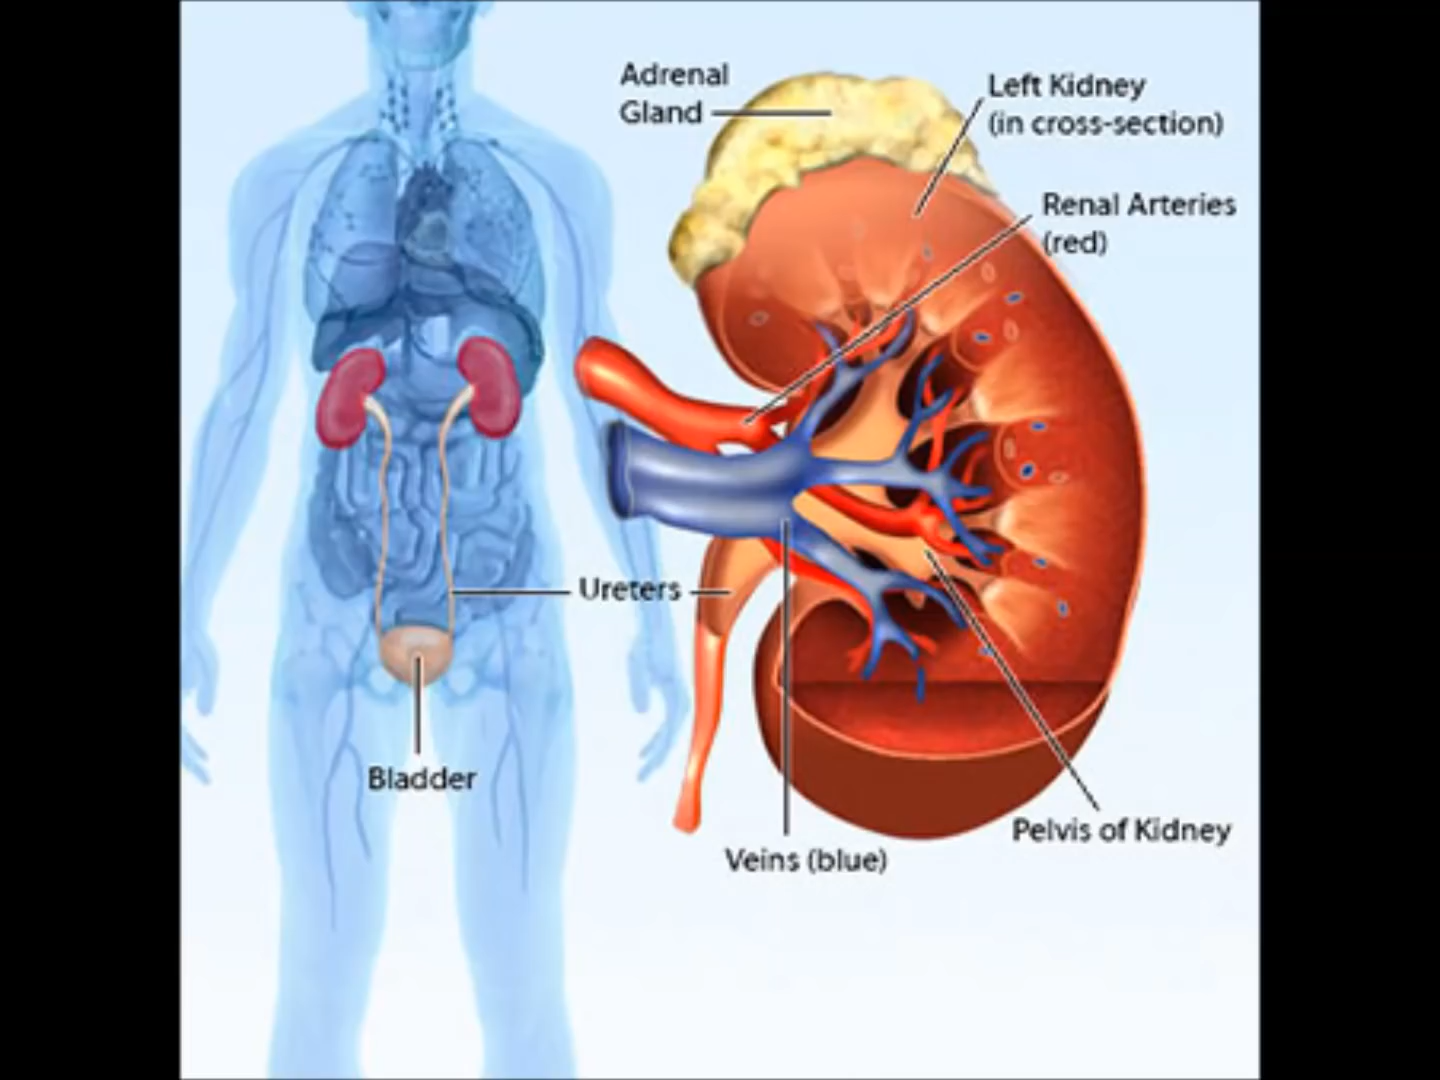 Adrenal
Gland
Left Kidney
(in cross-section)
Renal Arteries
(red)
Ureters
Bladder
Pelvis of Kidney
Veins (blue)